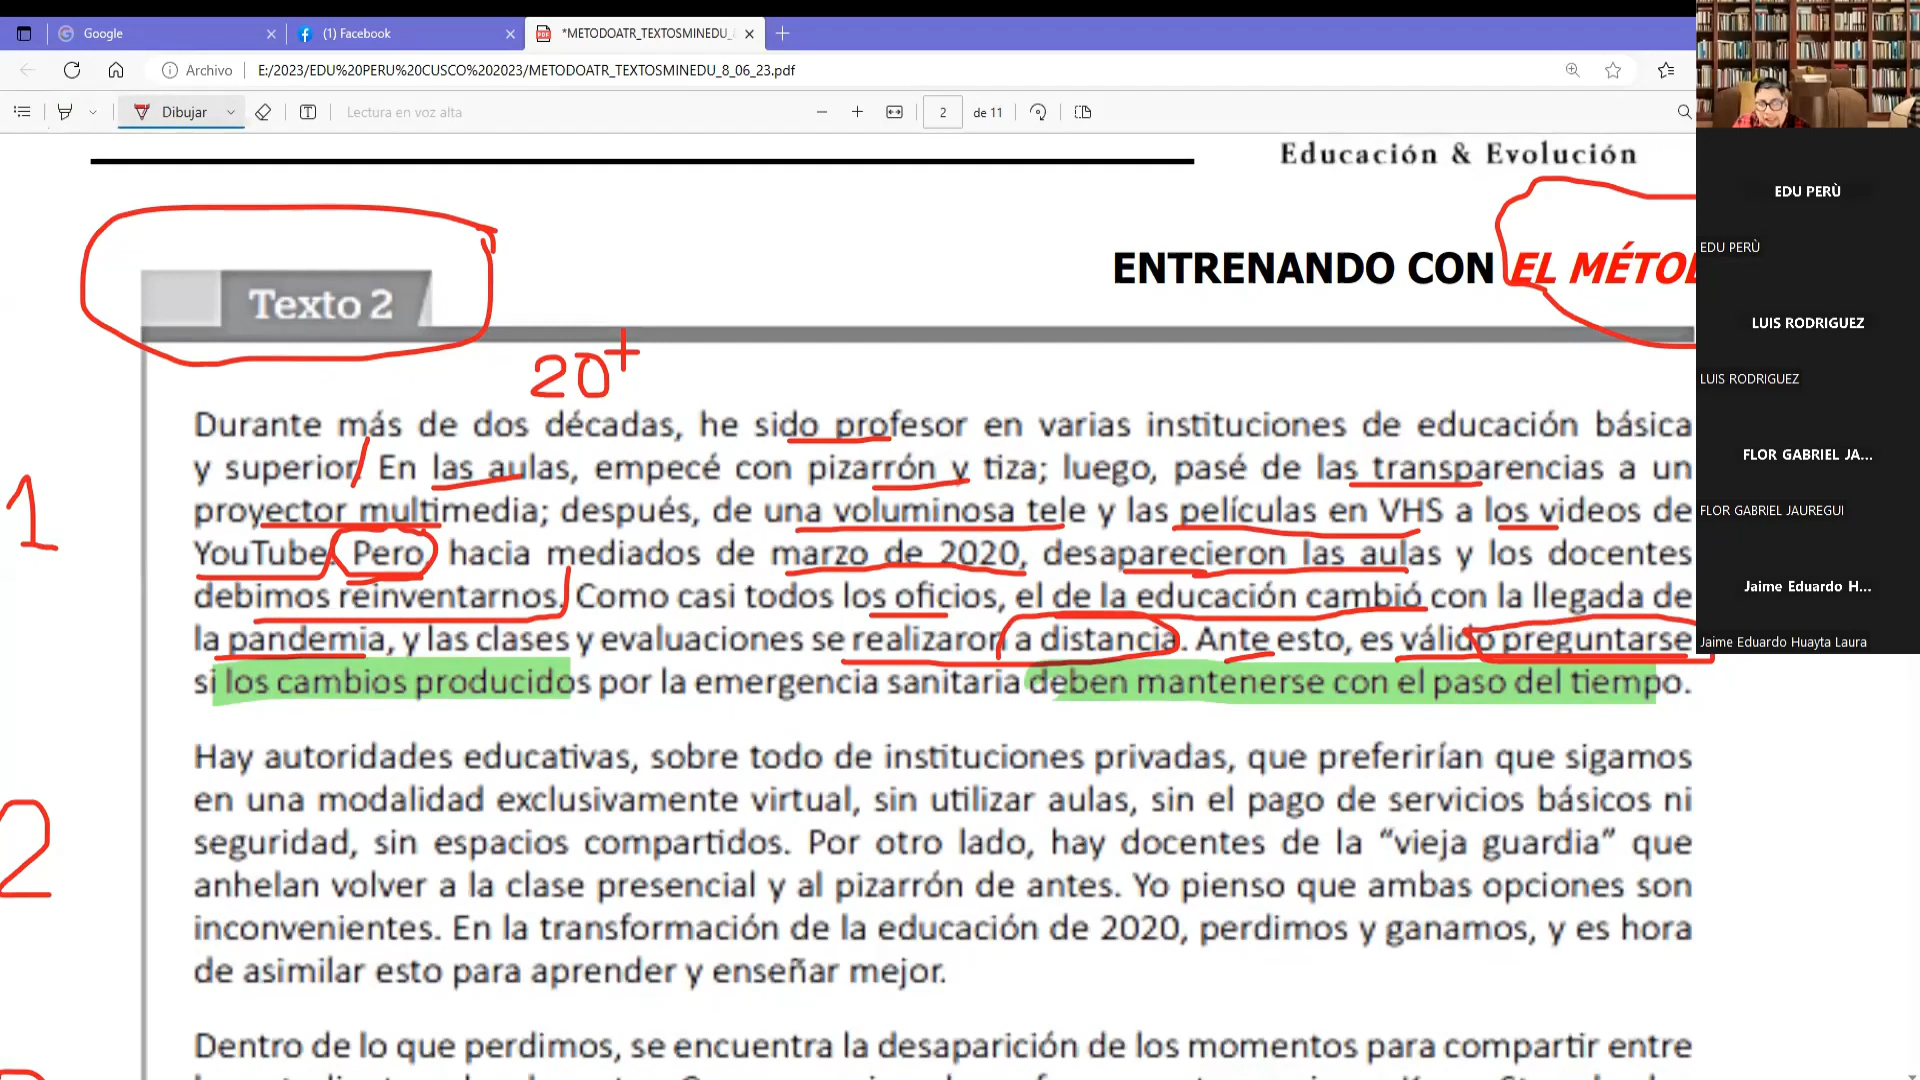 Google
(1) Facebook
*METODOATR_TEXTOSMINEDU_
Archivo
E:/2023/EDU%20PERU%20CUSCO%202023/METODOATR_TEXTOSMINEDU_8_06_23.pdf
Dibujar
Lectura en voz alta
2
de 11
Educación & Evolución
ENTRENANDO CON EL MÉTO
Texto 2
20+
Durante más de dos décadas, he sido profesor en varias instituciones de educación básica
y superior. En las aulas, empecé con pizarrón y tiza; luego, pasé de las transparencias a un
proyector multimedia; después, de una voluminosa tele y las películas en VHS a los videos de
YouTube. Pero, hacia mediados de marzo de 2020, desaparecieron las aulas y los docentes
debimos reinventarnos. Como casi todos los oficios, el de la educación cambió con la llegada de
la pandemia, y las clases y evaluaciones se realizaron a distancia. Ante esto, es válido preguntarse
si los cambios producidos por la emergencia sanitaria deben mantenerse con el paso del tiempo.
1
Hay autoridades educativas, sobre todo de instituciones privadas, que preferirían que sigamos
en una modalidad exclusivamente virtual, sin utilizar aulas, sin el pago de servicios básicos ni
seguridad, sin espacios compartidos. Por otro lado, hay docentes de la “vieja guardia” que
anhelan volver a la clase presencial y al pizarrón de antes. Yo pienso que ambas opciones son
inconvenientes. En la transformación de la educación de 2020, perdimos y ganamos, y es hora
de asimilar esto para aprender y enseñar mejor.
2
Dentro de lo que perdimos, se encuentra la desaparición de los momentos para compartir entre
EDU PERÙ
EDU PERÙ
LUIS RODRIGUEZ
LUIS RODRIGUEZ
FLOR GABRIEL JA...
FLOR GABRIEL JAUREGUI
Jaime Eduardo H...
Jaime Eduardo Huayta Laura